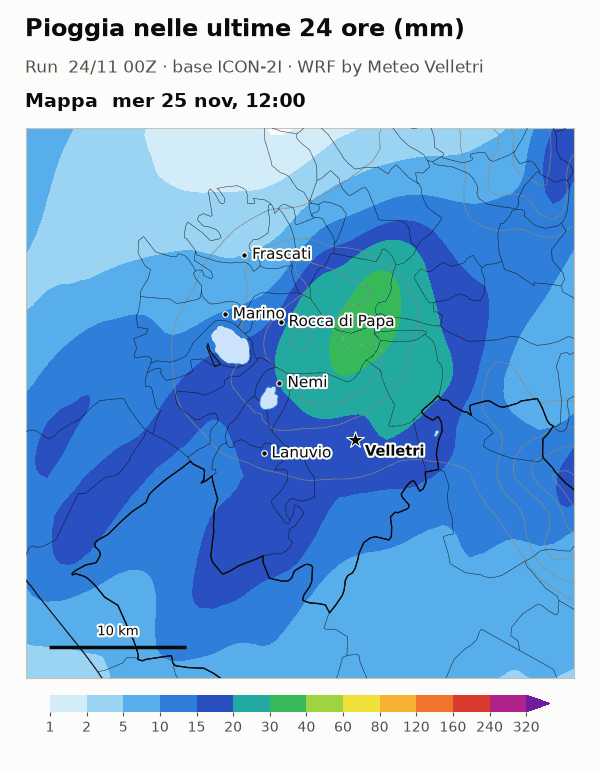 Pioggia nelle ultime 24 ore (mm)
Run  24/11 00Z · base ICON-2I · WRF by Meteo Velletri
Mappa  mer 25 nov, 12:00
Frascati
Marino
Rocca di Papa
Nemi
Lanuvio
Velletri
10 km
1 2 5 10 15 20 30 40 60 80 120 160 240 320